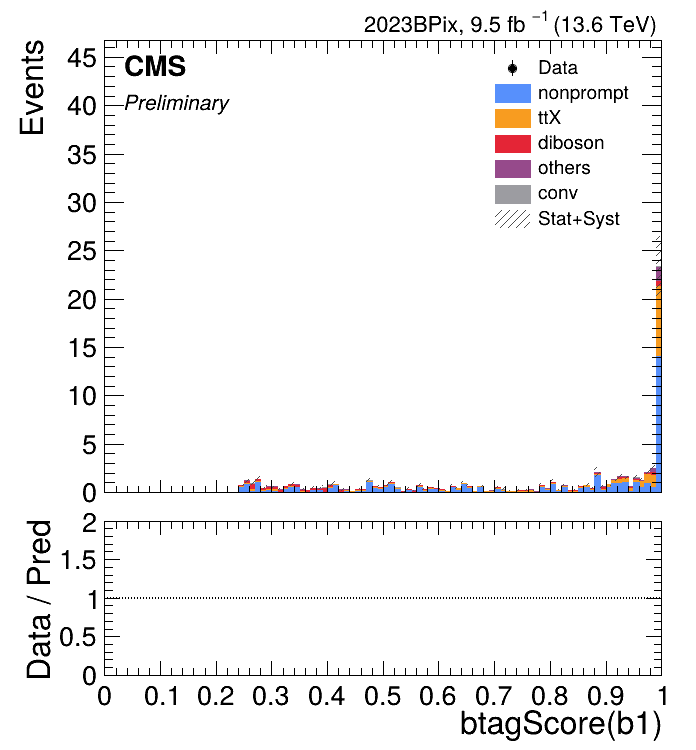 2023BPix, 9.5 fb⁻¹ (13.6 TeV)
CMS
Preliminary
Events
45
40
35
30
25
20
15
10
5
0
Data
nonprompt
ttX
diboson
others
conv
Stat+Syst
Data / Pred
2
1.5
1
0.5
0
0 0.1 0.2 0.3 0.4 0.5 0.6 0.7 0.8 0.9 1
btagScore(b1)